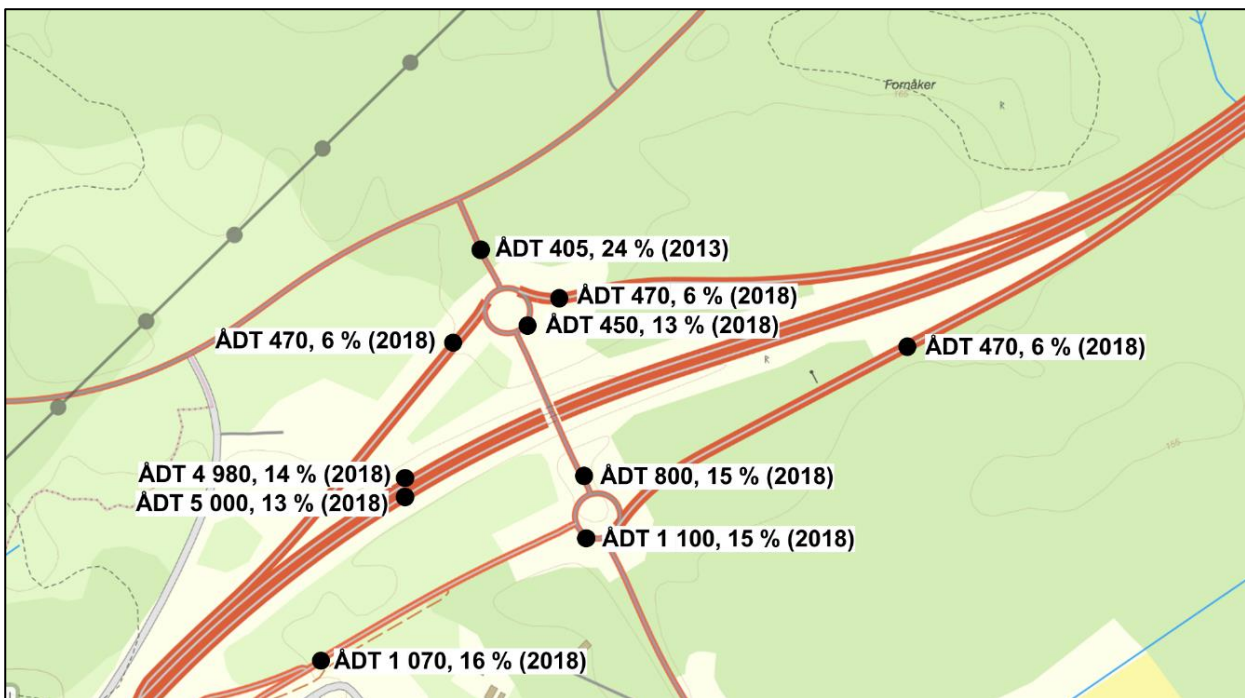 Fornåker
165
ÅDT 405, 24 % (2013)
ÅDT 470, 6 % (2018)
ÅDT 450, 13 % (2018)
ÅDT 470, 6 % (2018)
ÅDT 470, 6 % (2018)
R
R
165
ÅDT 4 980, 14 % (2018)
ÅDT 5 000, 13 % (2018)
ÅDT 800, 15 % (2018)
ÅDT 1 100, 15 % (2018)
ÅDT 1 070, 16 % (2018)